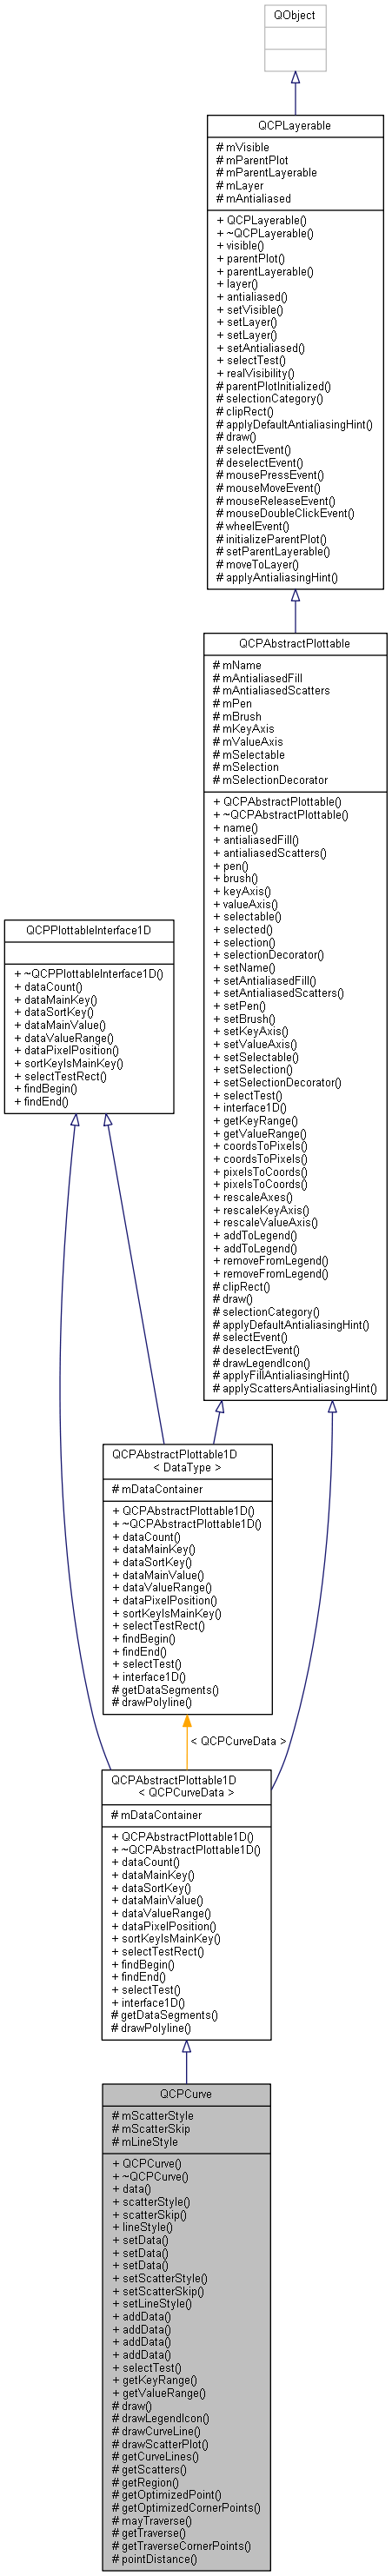 QObject
QCPLayerable
# mVisible
# mParentPlot
# mParentLayerable
# mLayer
# mAntialiased
+ QCPLayerable()
+ ~QCPLayerable()
+ visible()
+ parentPlot()
+ parentLayerable()
+ layer()
+ antialiased()
+ setVisible()
+ setLayer()
+ setLayer()
+ setAntialiased()
+ selectTest()
+ realVisibility()
# parentPlotInitialized()
# selectionCategory()
# clipRect()
# applyDefaultAntialiasingHint()
# draw()
# selectEvent()
# deselectEvent()
# mousePressEvent()
# mouseMoveEvent()
# mouseReleaseEvent()
# mouseDoubleClickEvent()
# wheelEvent()
# initializeParentPlot()
# setParentLayerable()
# moveToLayer()
# applyAntialiasingHint()
QCPAbstractPlottable
# mName
# mAntialiasedFill
# mAntialiasedScatters
# mPen
# mBrush
# mKeyAxis
# mValueAxis
# mSelectable
# mSelection
# mSelectionDecorator
+ QCPAbstractPlottable()
+ ~QCPAbstractPlottable()
+ name()
+ antialiasedFill()
+ antialiasedScatters()
+ pen()
+ brush()
+ keyAxis()
+ valueAxis()
+ selectable()
+ selected()
+ selection()
+ selectionDecorator()
+ setName()
+ setAntialiasedFill()
+ setAntialiasedScatters()
+ setPen()
+ setBrush()
+ setKeyAxis()
+ setValueAxis()
+ setSelectable()
+ setSelection()
+ setSelectionDecorator()
+ selectTest()
+ interface1D()
+ getKeyRange()
+ getValueRange()
+ coordsToPixels()
+ coordsToPixels()
+ pixelsToCoords()
+ pixelsToCoords()
+ rescaleAxes()
+ rescaleKeyAxis()
+ rescaleValueAxis()
+ addToLegend()
+ addToLegend()
+ removeFromLegend()
+ removeFromLegend()
# clipRect()
# draw()
# selectionCategory()
# applyDefaultAntialiasingHint()
# selectEvent()
# deselectEvent()
# drawLegendIcon()
# applyFillAntialiasingHint()
# applyScattersAntialiasingHint()
QCPPlottableInterface1D
+ ~QCPPlottableInterface1D()
+ dataCount()
+ dataMainKey()
+ dataSortKey()
+ dataMainValue()
+ dataValueRange()
+ dataPixelPosition()
+ sortKeyIsMainKey()
+ selectTestRect()
+ findBegin()
+ findEnd()
QCPAbstractPlottable1D
< DataType >
# mDataContainer
+ QCPAbstractPlottable1D()
+ ~QCPAbstractPlottable1D()
+ dataCount()
+ dataMainKey()
+ dataSortKey()
+ dataMainValue()
+ dataValueRange()
+ dataPixelPosition()
+ sortKeyIsMainKey()
+ selectTestRect()
+ findBegin()
+ findEnd()
+ selectTest()
+ interface1D()
# getDataSegments()
# drawPolyline()
< QCPCurveData >
QCPAbstractPlottable1D
< QCPCurveData >
# mDataContainer
+ QCPAbstractPlottable1D()
+ ~QCPAbstractPlottable1D()
+ dataCount()
+ dataMainKey()
+ dataSortKey()
+ dataMainValue()
+ dataValueRange()
+ dataPixelPosition()
+ sortKeyIsMainKey()
+ selectTestRect()
+ findBegin()
+ findEnd()
+ selectTest()
+ interface1D()
# getDataSegments()
# drawPolyline()
QCPCurve
# mScatterStyle
# mScatterSkip
# mLineStyle
+ QCPCurve()
+ ~QCPCurve()
+ data()
+ scatterStyle()
+ scatterSkip()
+ lineStyle()
+ setData()
+ setData()
+ setData()
+ setScatterStyle()
+ setScatterSkip()
+ setLineStyle()
+ addData()
+ addData()
+ addData()
+ addData()
+ selectTest()
+ getKeyRange()
+ getValueRange()
# draw()
# drawLegendIcon()
# drawCurveLine()
# drawScatterPlot()
# getCurveLines()
# getScatters()
# getRegion()
# getOptimizedPoint()
# getOptimizedCornerPoints()
# mayTraverse()
# getTraverse()
# getTraverseCornerPoints()
# pointDistance()